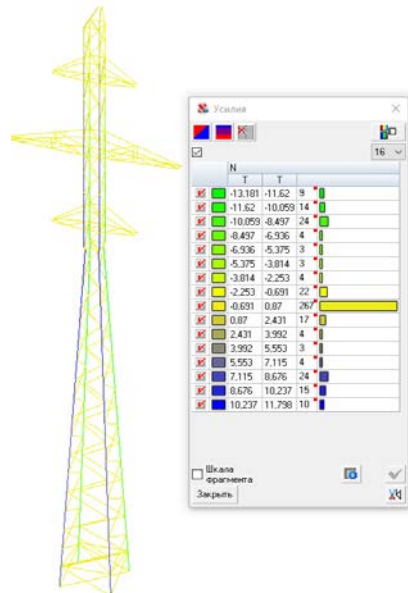 Усилия
16
N
Т Т
-13,181 -11,62 9
-11,62 -10,059 14
-10,059 -8,497 24
-8,497 -6,936 4
-6,936 -5,375 3
-5,375 -3,814 3
-3,814 -2,253 4
-2,253 -0,691 22
-0,691 0,87 267
0,87 2,431 17
2,431 3,992 4
3,992 5,553 3
5,553 7,115 4
7,115 8,676 24
8,676 10,237 15
10,237 11,798 10
Шкала
фрагмента
Закрыть